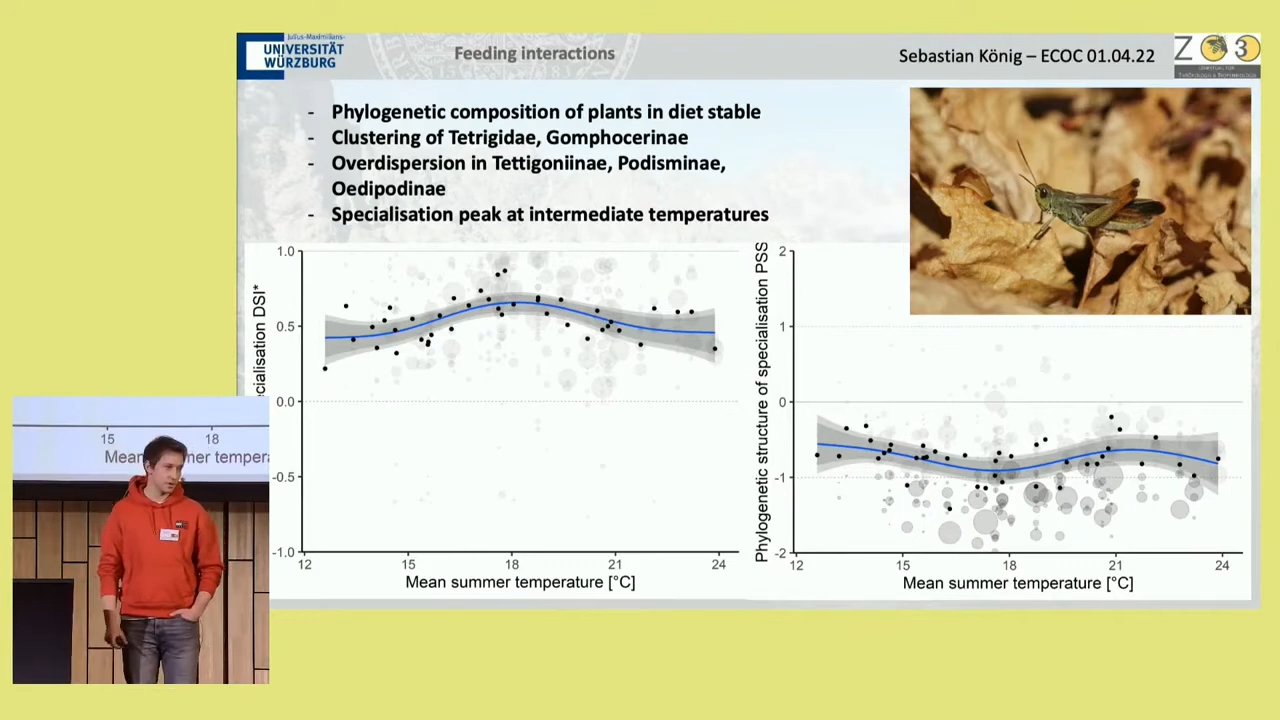 Julius-Maximilians-
UNIVERSITÄT
WÜRZBURG
Feeding interactions
Sebastian König – ECOC 01.04.22
Z 3
- Phylogenetic composition of plants in diet stable
- Clustering of Tetrigidae, Gomphocerinae
- Overdispersion in Tettigoniinae, Podisminae,
Oedipodinae
- Specialisation peak at intermediate temperatures
ecialisation DSI*
1.0
0.5
0.0
-0.5
-1.0
12 15 18 21 24
Mean summer temperature [°C]
Phylogenetic structure of specialisation PSS
2
1
0
-1
-2
12 15 18 21 24
Mean summer temperature [°C]
15 18
Mean
mer tempera